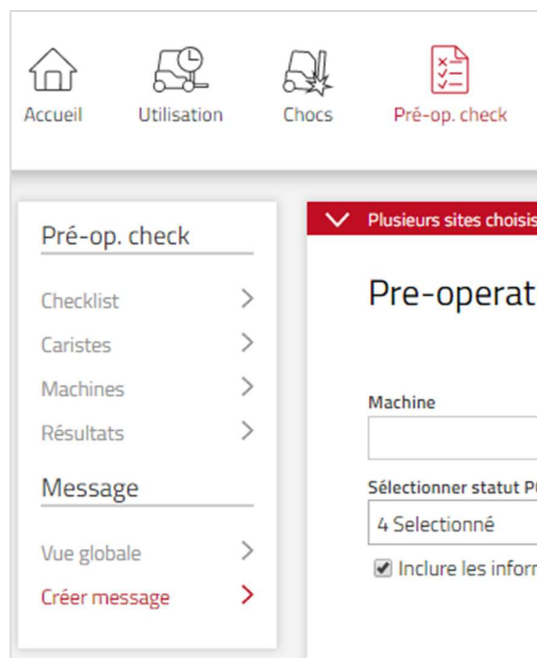 Accueil
Utilisation
Chocs
Pré-op. check
Pré-op. check
Checklist
Caristes
Machines
Résultats
Message
Vue globale
Créer message
Plusieurs sites choisis
Pre-operat
Machine
Sélectionner statut P
4 Selectionné
Inclure les inform